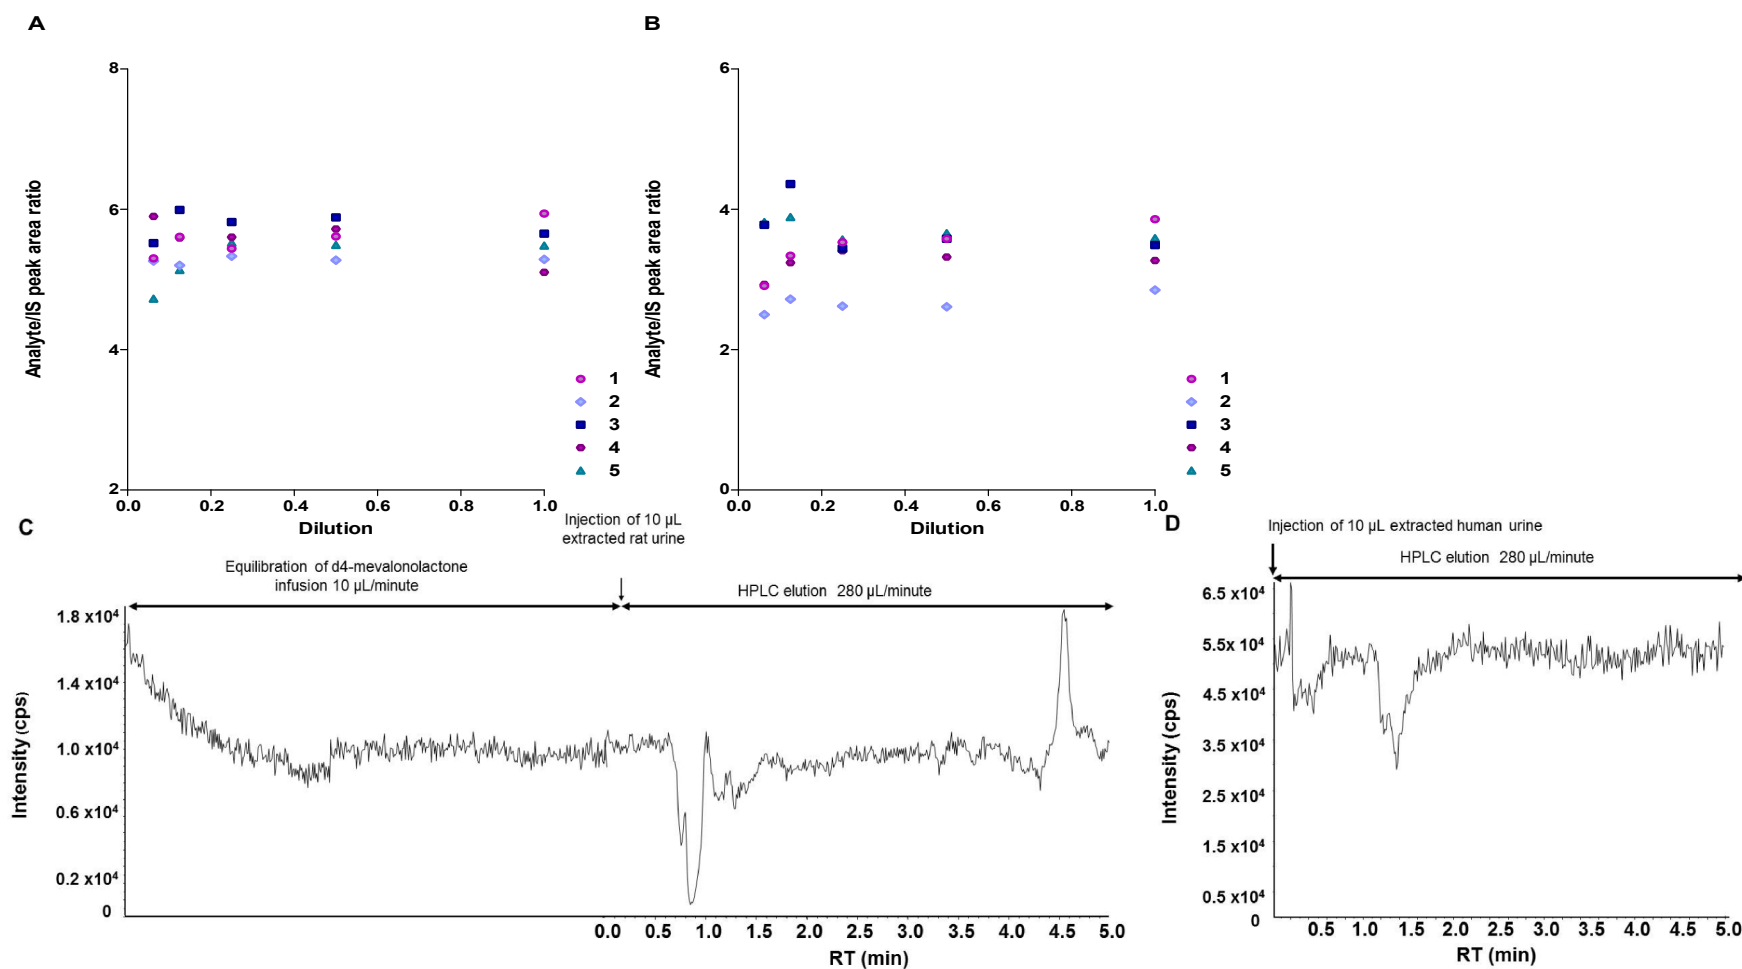 A
B
8
6
4
2
0.0
0.2
0.4
0.6
0.8
1.0
Analyte/IS peak area ratio
Dilution
1
2
3
4
5
6
4
2
0
0.0
0.2
0.4
0.6
0.8
1.0
Analyte/IS peak area ratio
Dilution
1
2
3
4
5
C
Injection of 10 µL
extracted rat urine
Equilibration of d4-mevalonolactone
infusion 10 µL/minute
HPLC elution 280 µL/minute
1.8 x10⁴
1.4 x10⁴
1.0 x10⁴
0.6 x10⁴
0.2 x10⁴
0
Intensity (cps)
0.0
0.5
1.0
1.5
2.0
2.5
3.0
3.5
4.0
4.5
5.0
RT (min)
D
Injection of 10 µL extracted human urine
HPLC elution 280 µL/minute
6.5 x10⁴
5.5x 10⁴
4.5 x10⁴
3.5 x10⁴
2.5 x10⁴
1.5 x10⁴
0.5 x10⁴
0
Intensity (cps)
0.5
1.0
1.5
2.0
2.5
3.0
3.5
4.0
4.5
5.0
RT (min)